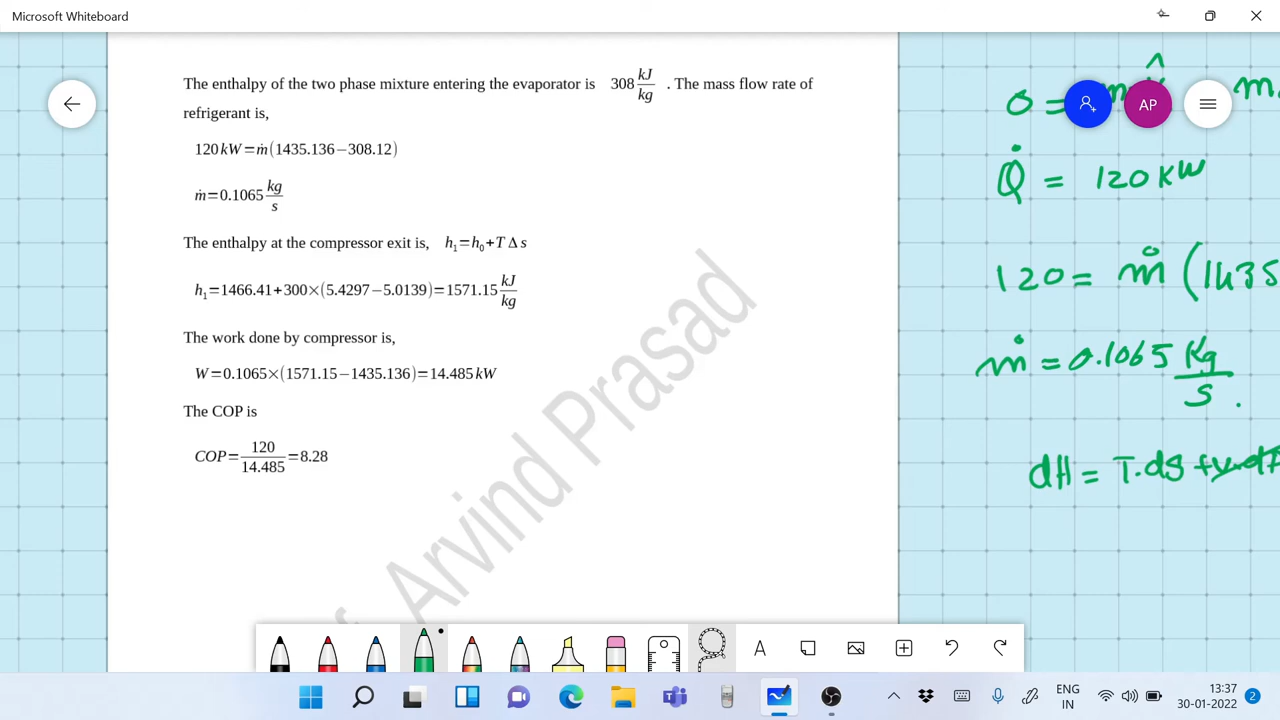 Microsoft Whiteboard
The enthalpy of the two phase mixture entering the evaporator is 308 kJ/kg . The mass flow rate of
refrigerant is,
120 kW = ṁ(1435.136−308.12)
ṁ=0.1065 kg/s
The enthalpy at the compressor exit is, h₁=h₀+T Δ s
h₁=1466.41+300×(5.4297−5.0139)=1571.15 kJ/kg
The work done by compressor is,
W=0.1065×(1571.15−1435.136)=14.485 kW
The COP is
COP=120/14.485=8.28
Arvind Prasad
0 =
AP
Q̇ = 120 kW
120 = ṁ (1435
ṁ = 0.1065 Kg/s.
dH = T.ds +v.dP
A
ENG
IN
13:37
30-01-2022
2